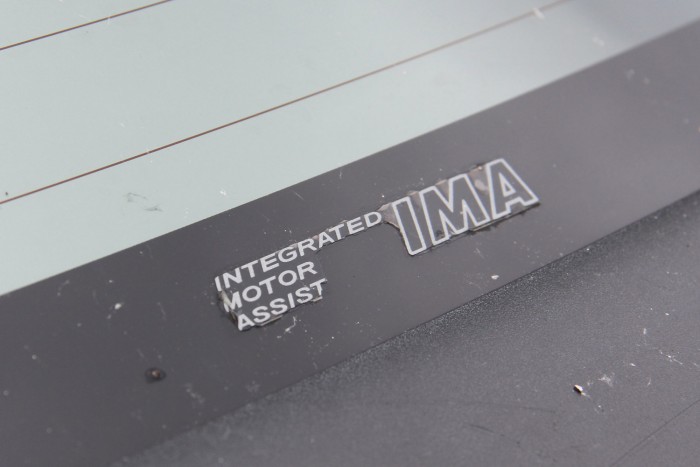 INTEGRATED IMA
MOTOR
ASSIST